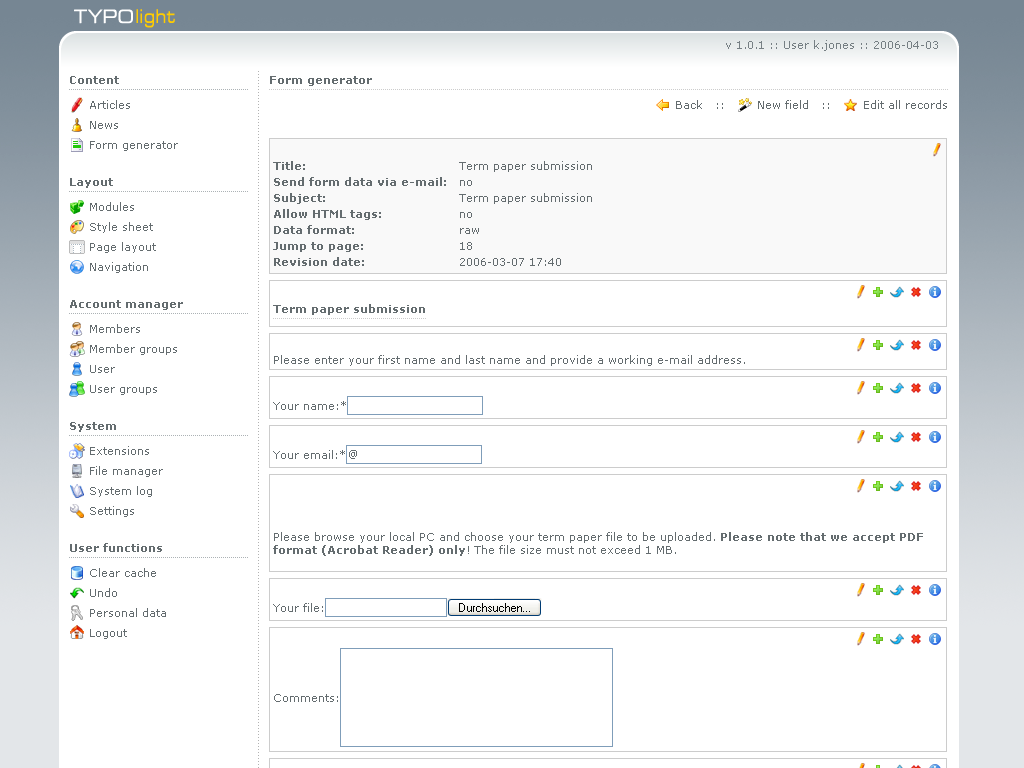 TYPOlight
v 1.0.1 :: User k.jones :: 2006-04-03
Content
Articles
News
Form generator
Layout
Modules
Style sheet
Page layout
Navigation
Account manager
Members
Member groups
User
User groups
System
Extensions
File manager
System log
Settings
User functions
Clear cache
Undo
Personal data
Logout
Form generator
Back :: New field :: Edit all records
Title: Term paper submission
Send form data via e-mail: no
Subject: Term paper submission
Allow HTML tags: no
Data format: raw
Jump to page: 18
Revision date: 2006-03-07 17:40
Term paper submission
Please enter your first name and last name and provide a working e-mail address.
Your name:*
Your email:* @
Please browse your local PC and choose your term paper file to be uploaded. Please note that we accept PDF
format (Acrobat Reader) only! The file size must not exceed 1 MB.
Your file: Durchsuchen...
Comments: